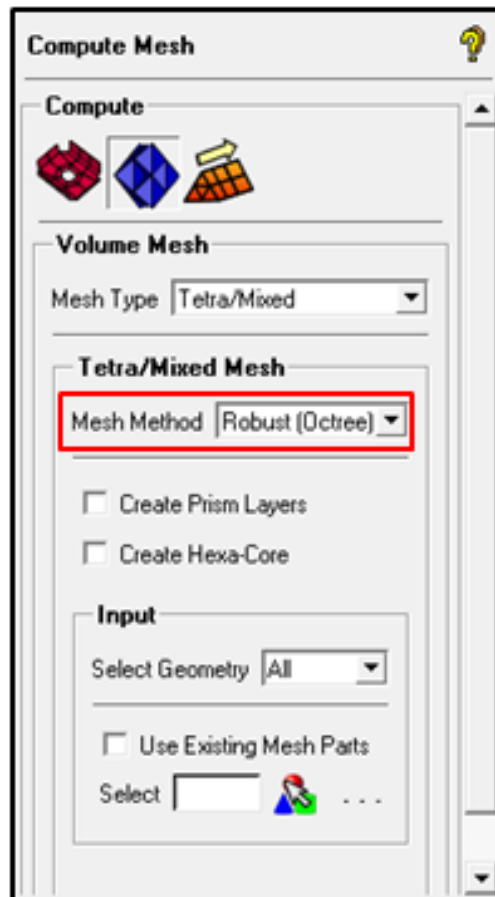 Compute Mesh
Compute
Volume Mesh
Mesh Type Tetra/Mixed
Tetra/Mixed Mesh
Mesh Method Robust (Octree)
Create Prism Layers
Create Hexa-Core
Input
Select Geometry All
Use Existing Mesh Parts
Select ...